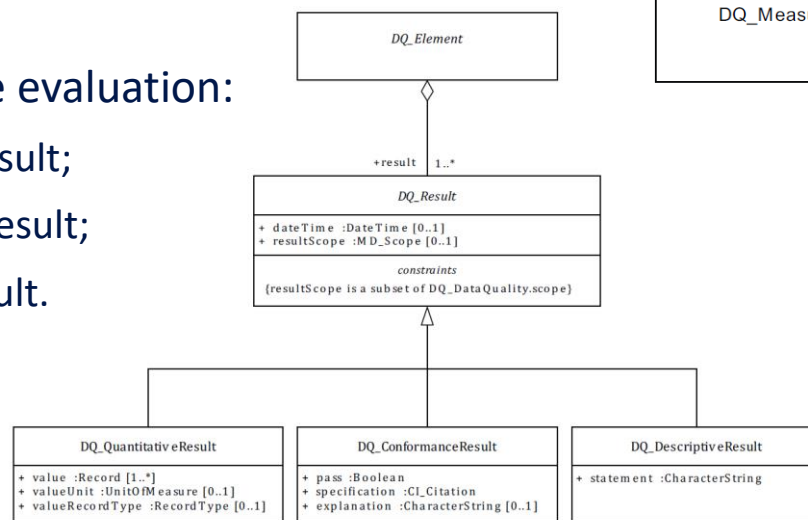 DQ_Element
e evaluation:
sult;
esult;
ult.
+result 1..*
DQ_Result
+ dateTime :DateTime [0..1]
+ resultScope :MD_Scope [0..1]
constraints
{resultScope is a subset of DQ_DataQuality.scope}
DQ_QuantitativeResult
+ value :Record [1..*]
+ valueUnit :UnitOfMeasure [0..1]
+ valueRecordType :RecordType [0..1]
DQ_ConformanceResult
+ pass :Boolean
+ specification :CI_Citation
+ explanation :CharacterString [0..1]
DQ_DescriptiveResult
+ statement :CharacterString
DQ_Meas